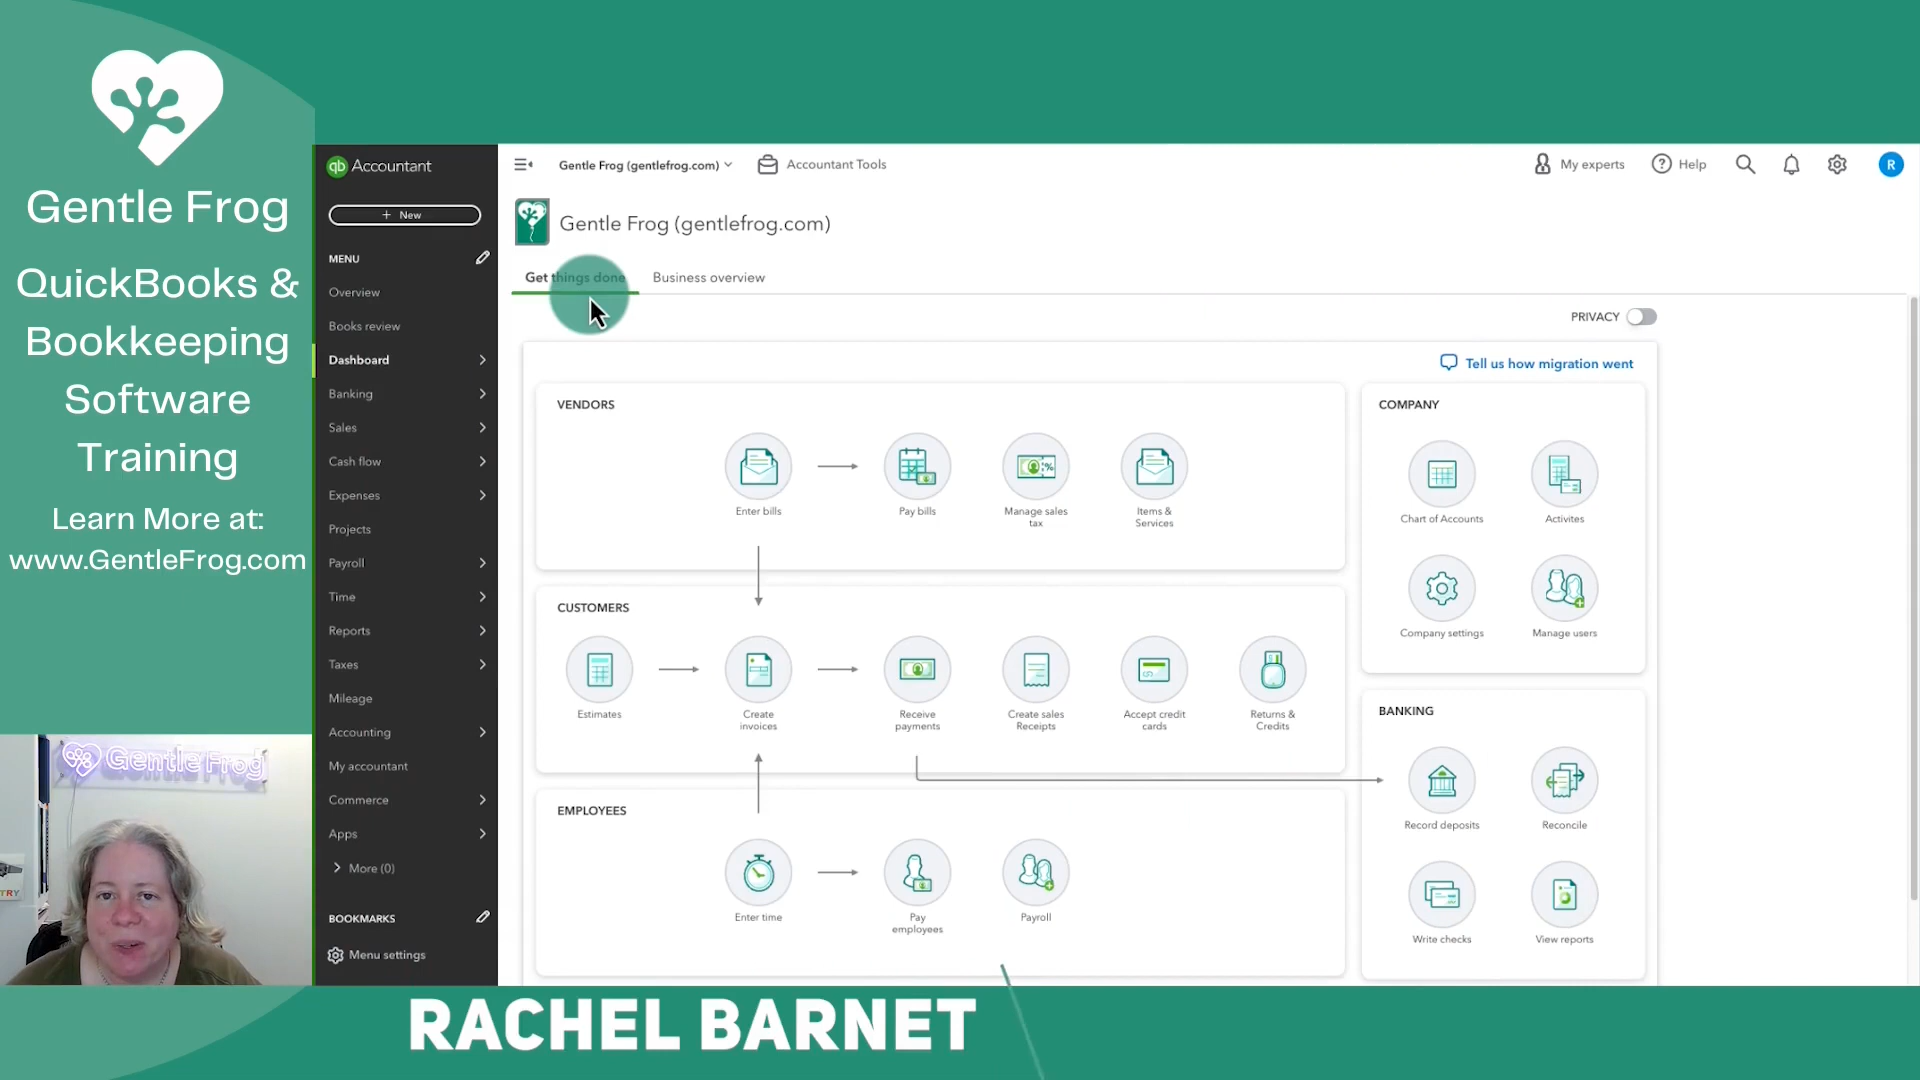 Gentle Frog
QuickBooks &
Bookkeeping
Software
Training
Learn More at:
www.GentleFrog.com
Gentle Frog
TRY
qb Accountant
+ New
MENU
Overview
Books review
Dashboard
Banking
Sales
Cash flow
Expenses
Projects
Payroll
Time
Reports
Taxes
Mileage
Accounting
My accountant
Commerce
Apps
More (0)
BOOKMARKS
Menu settings
Gentle Frog (gentlefrog.com)
Accountant Tools
My experts
? Help
R
Gentle Frog (gentlefrog.com)
Get things done
Business overview
PRIVACY
Tell us how migration went
VENDORS
Enter bills
Pay bills
Manage sales
tax
Items &
Services
CUSTOMERS
Estimates
Create
invoices
Receive
payments
Create sales
Receipts
Accept credit
cards
Returns &
Credits
EMPLOYEES
Enter time
Pay
employees
Payroll
COMPANY
Chart of Accounts
Activites
Company settings
Manage users
BANKING
Record deposits
Reconcile
Write checks
View reports
RACHEL BARNET